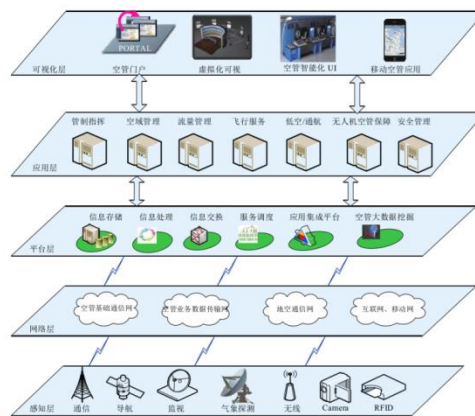 PORTAL
可视化层 空管门户 虚拟化可视 空管智能化 UI 移动空管应用
管制指挥 空域管理 流量管理 飞行服务 低空/通航 无人机空管保障 安全管理
应用层
信息存储 信息处理 信息交换 服务调度 应用集成平台 空管大数据挖掘
平台层
空管基础通信网 空管业务数据传输网 地空通信网 互联网、移动网
网络层
感知层 通信 导航 监视 气象探测 无线 Camera RFID